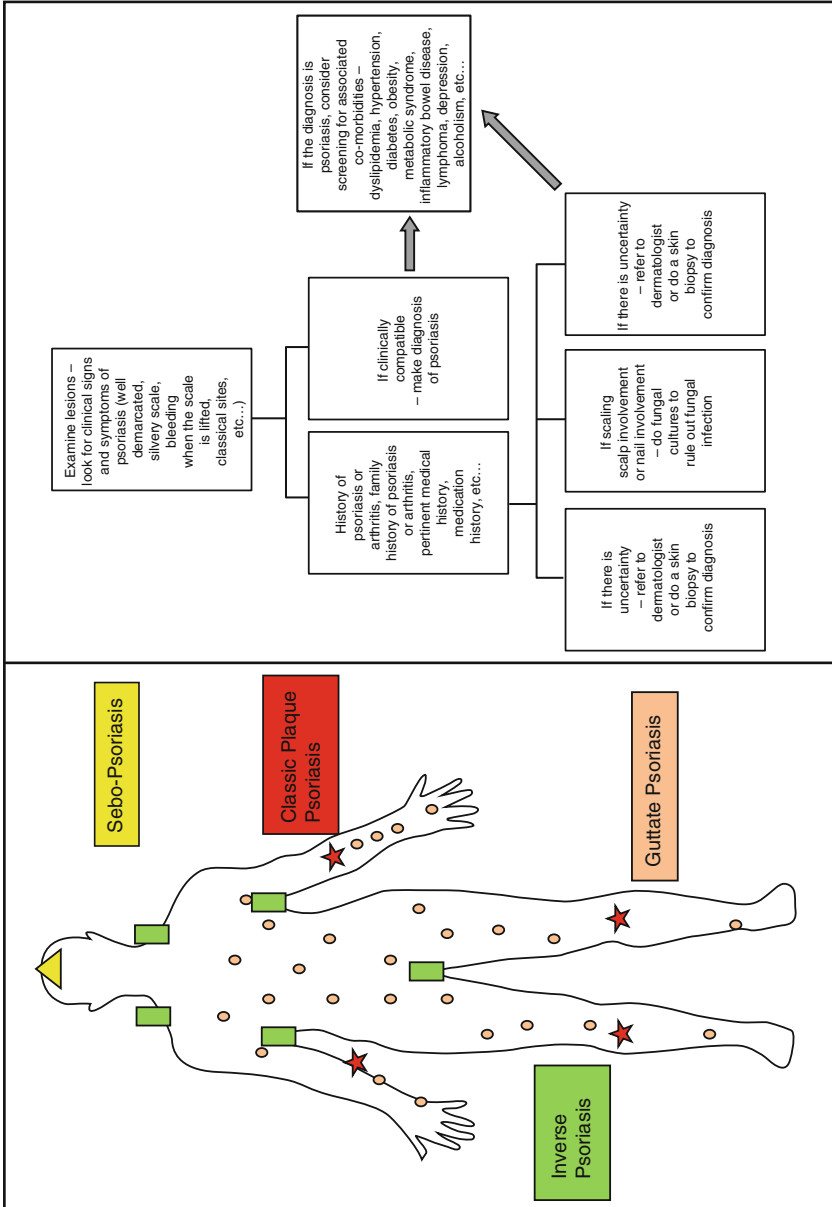 Sebo-Psoriasis
Classic Plaque
Psoriasis
Guttate Psoriasis
Inverse
Psoriasis
Examine lesions –
look for clinical signs
and symptoms of
psoriasis (well
demarcated,
silvery scale,
bleeding
when the scale
is lifted,
classical sites,
etc...)
History of
psoriasis or
arthritis, family
history of psoriasis
or arthritis,
pertinent medical
history,
medication
history, etc...
If clinically
compatible
– make diagnosis
of psoriasis
If the diagnosis is
psoriasis, consider
screening for associated
co-morbidities –
dyslipidemia, hypertension,
diabetes, obesity,
metabolic syndrome,
inflammatory bowel disease,
lymphoma, depression,
alcoholism, etc...
If there is
uncertainty
– refer to
dermatologist
or do a skin
biopsy to
confirm diagnosis
If scaling
scalp involvement
or nail involvement
– do fungal
cultures to
rule out fungal
infection
If there is uncertainty
– refer to
dermatologist
or do a skin
biopsy to
confirm diagnosis